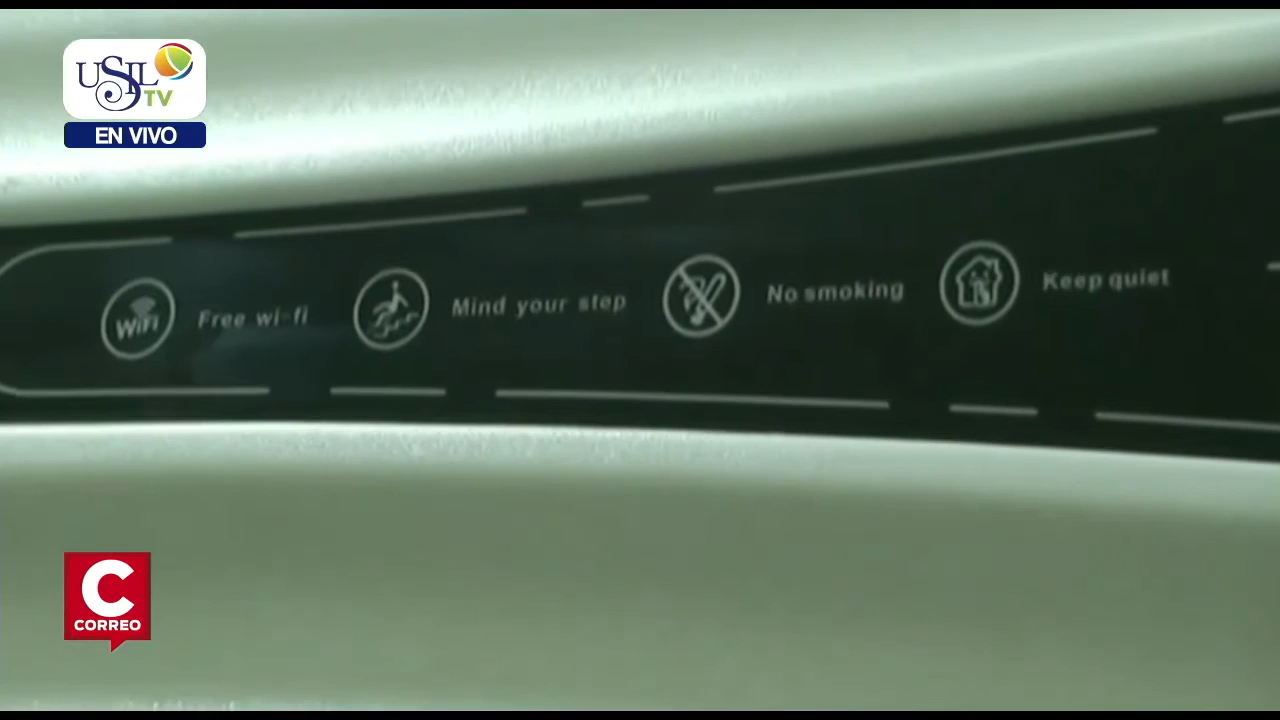 USIL
TV
EN VIVO
WiFi Free wi-fi Mind your step No smoking Keep quiet
C
CORREO